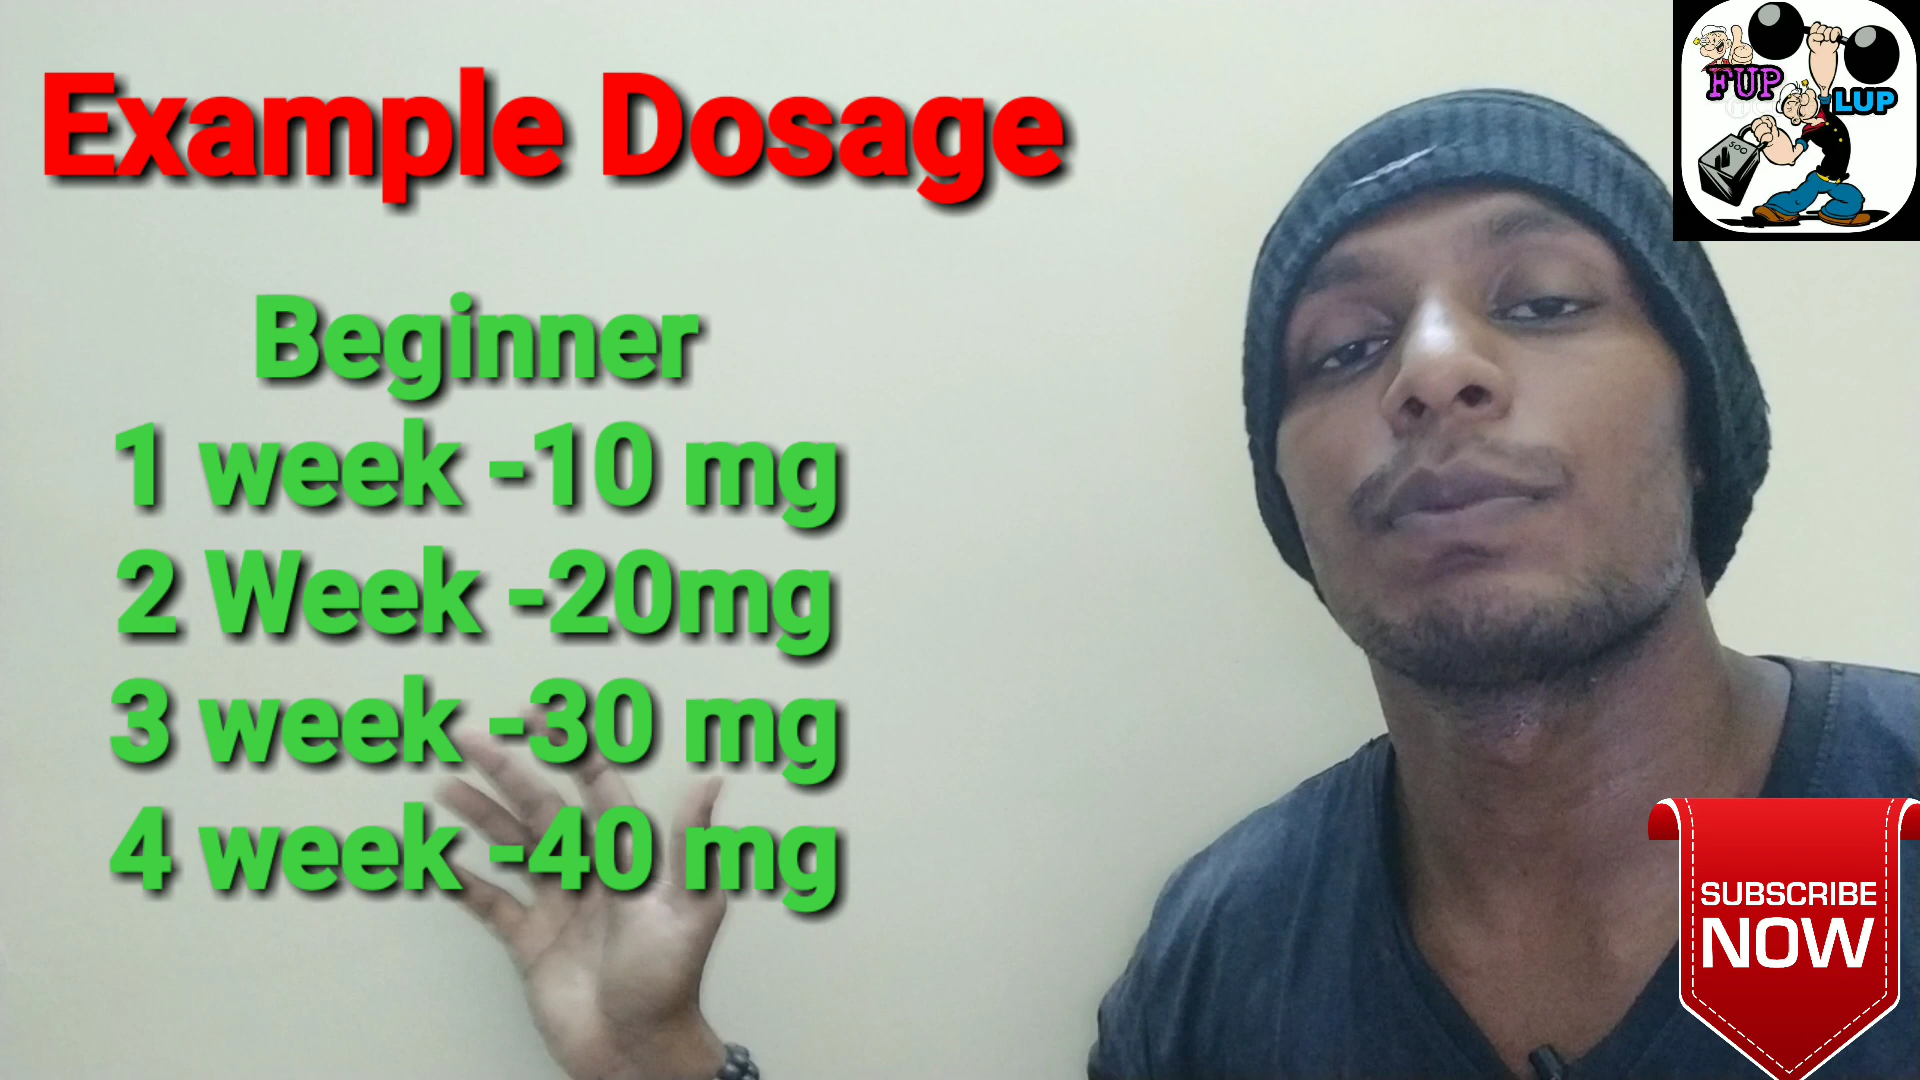 Example Dosage
Beginner
1 week -10 mg
2 Week -20mg
3 week -30 mg
4 week -40 mg
FUP
LUP
500
SUBSCRIBE
NOW